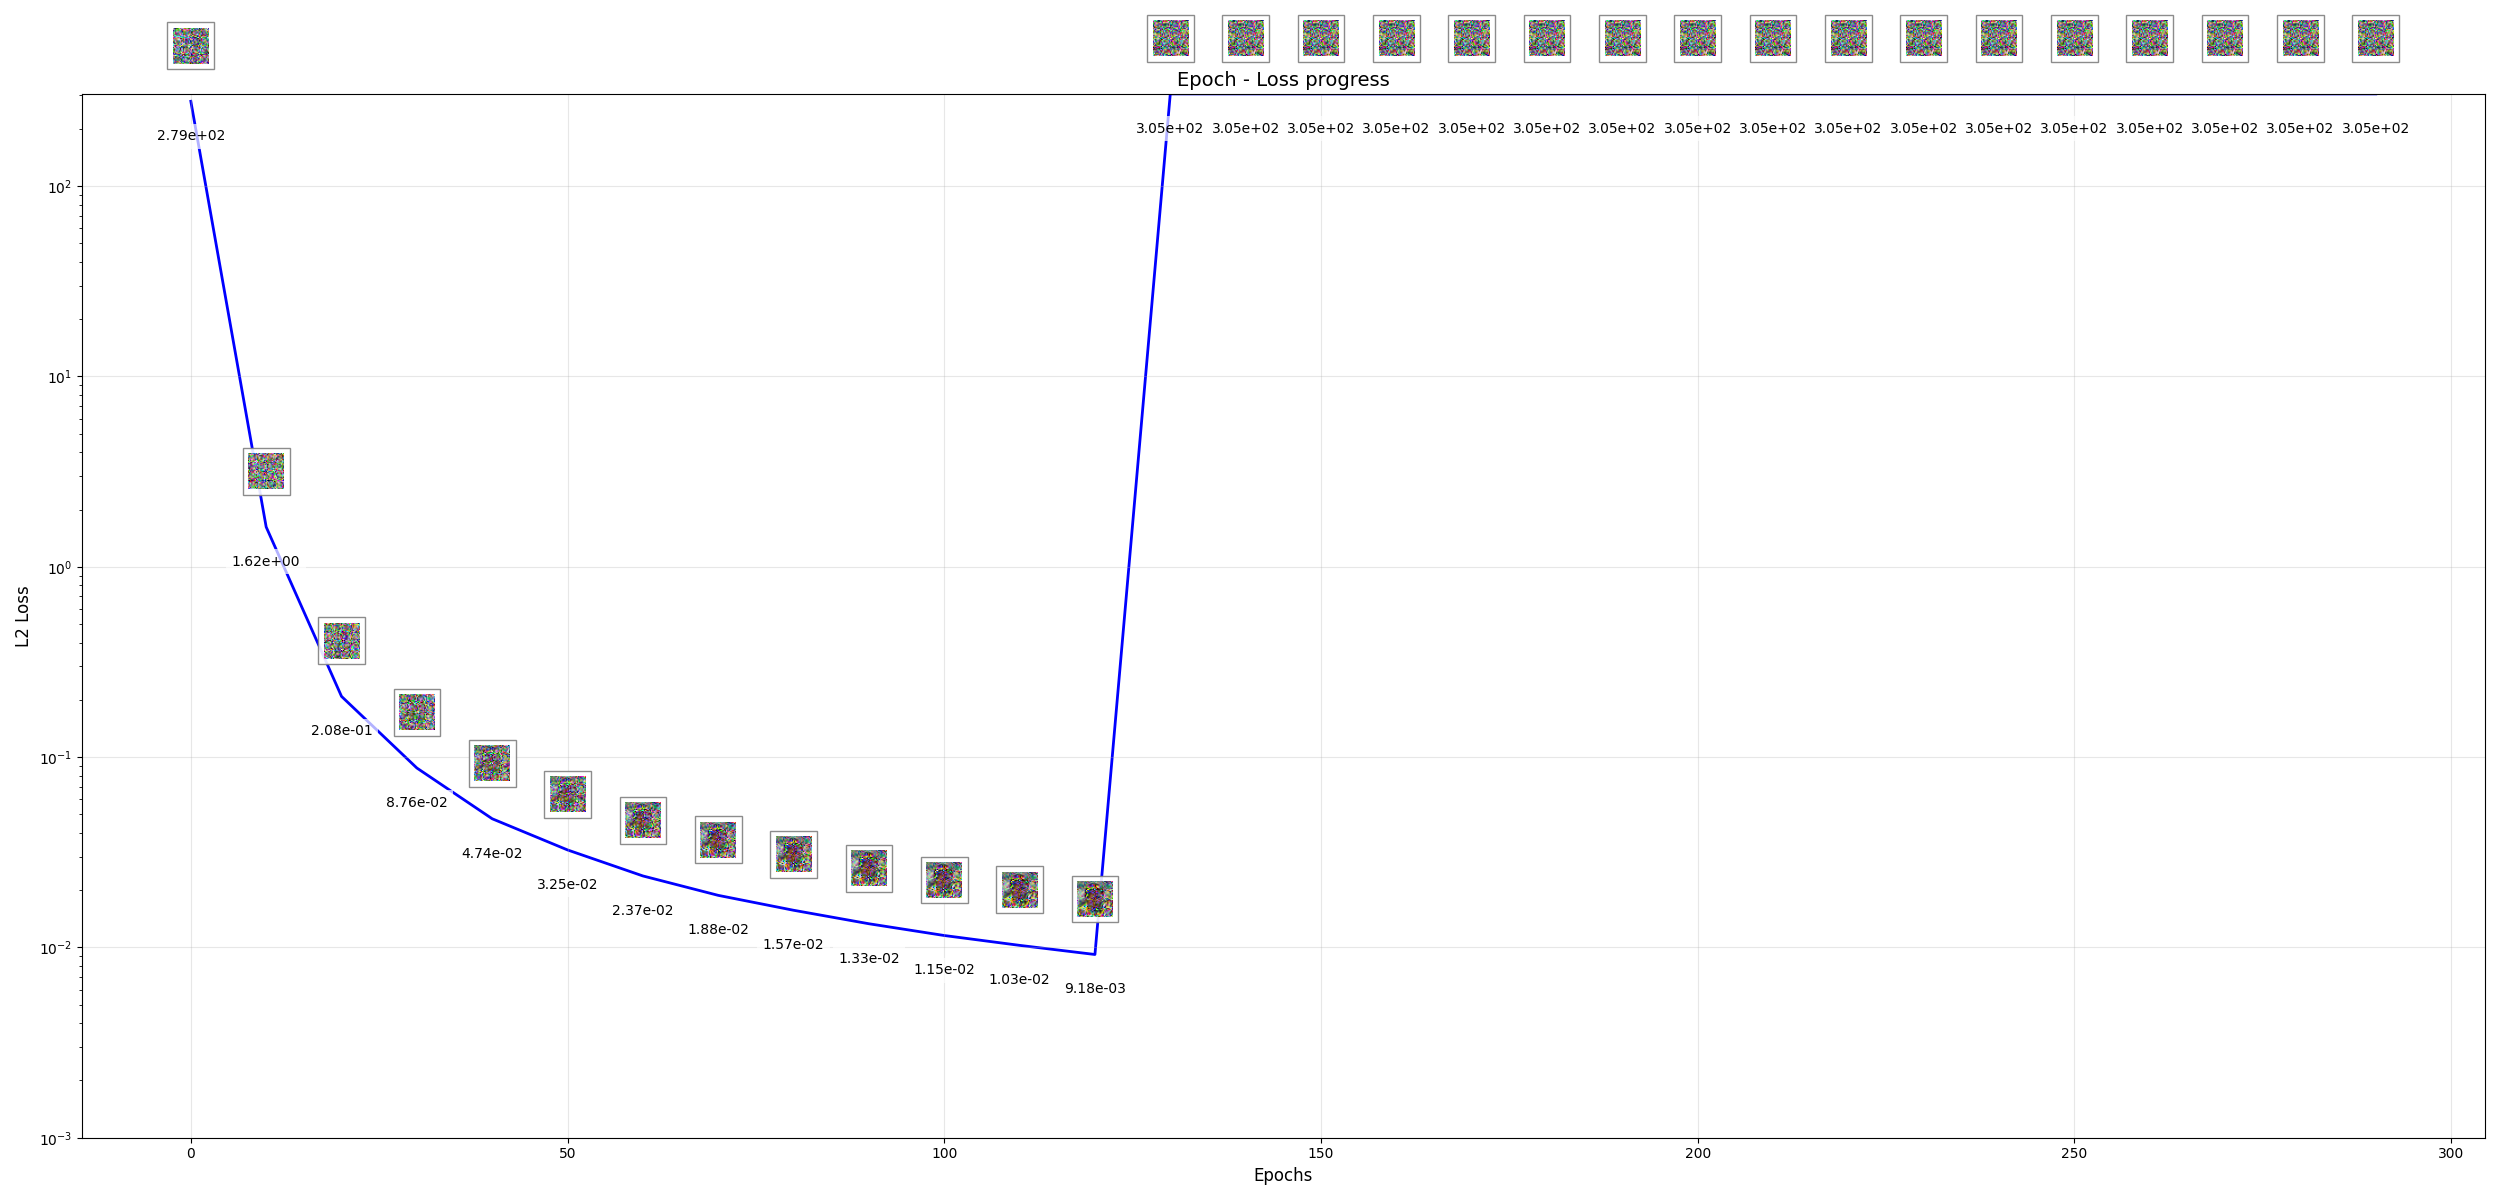 Epoch - Loss progress
2.79e+02
3.05e+02 3.05e+02 3.05e+02 3.05e+02 3.05e+02 3.05e+02 3.05e+02 3.05e+02 3.05e+02 3.05e+02 3.05e+02 3.05e+02 3.05e+02 3.05e+02 3.05e+02 3.05e+02 3.05e+02
10²
10¹
1.62e+00
10⁰
L2 Loss
2.08e-01
10⁻¹
8.76e-02
4.74e-02
3.25e-02
2.37e-02
1.88e-02
1.57e-02
10⁻²
1.33e-02
1.15e-02
1.03e-02
9.18e-03
10⁻³
0 50 100 150 200 250 300
Epochs